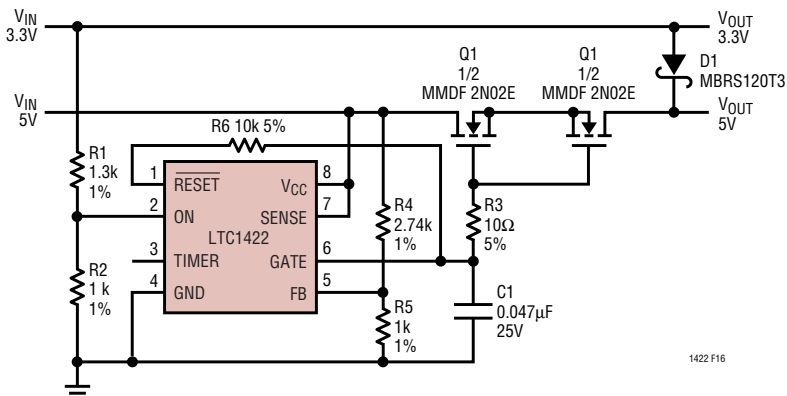 VIN
3.3V
VOUT
3.3V
Q1
1/2
MMDF 2N02E
Q1
1/2
MMDF 2N02E
D1
MBRS120T3
VIN
5V
VOUT
5V
R6 10k 5%
R1
1.3k
1%
1
RESET
VCC
8
2
ON
SENSE
7
LTC1422
3
TIMER
GATE
6
4
GND
FB
5
R4
2.74k
1%
R3
10Ω
5%
R2
1 k
1%
R5
1k
1%
C1
0.047µF
25V
1422 F16